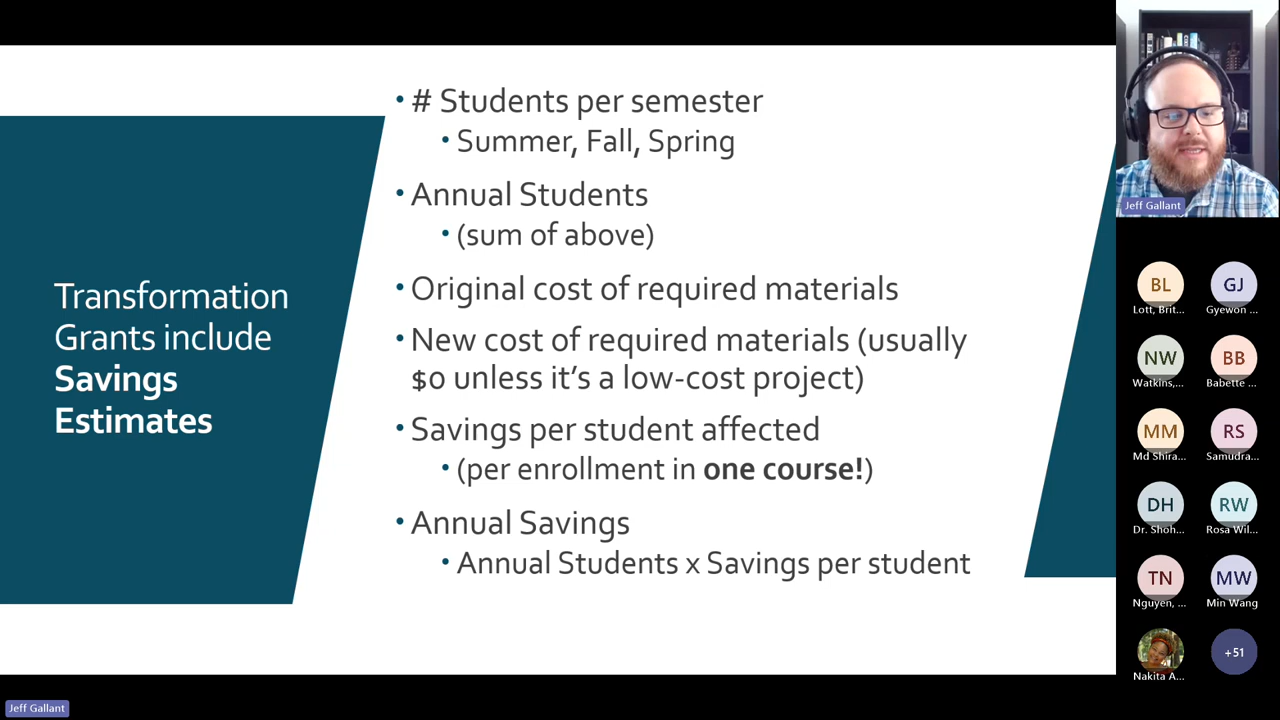 Transformation
Grants include
Savings
Estimates
• # Students per semester
• Summer, Fall, Spring
• Annual Students
• (sum of above)
• Original cost of required materials
• New cost of required materials (usually
$0 unless it's a low-cost project)
• Savings per student affected
• (per enrollment in one course!)
• Annual Savings
• Annual Students x Savings per student
Jeff Gallant
BL
Lott, Brit...
GJ
Gyewon ...
NW
Watkins,...
BB
Babette ...
MM
Md Shira...
RS
Samudra...
DH
Dr. Shoh...
RW
Rosa Wil...
TN
Nguyen, ...
MW
Min Wang
Nakita A...
+51
Jeff Gallant